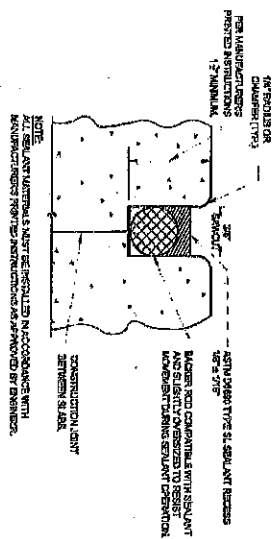 1/4" RADIUS OR
CHAMFER (TYP.)
PER MANUFACTURER'S
PRINTED INSTRUCTIONS
1/2" MINIMUM.
3/8"
SAWCUT
ASTM D5893 TYPE SL SEALANT RECESS
1/8" ± 1/16"
BACKER ROD COMPATIBLE WITH SEALANT
AND SLIGHTLY OVERSIZED TO RESIST
MOVEMENT DURING SEALANT OPERATION.
CONSTRUCTION JOINT
BETWEEN SLABS.
NOTE:
ALL SEALANT MATERIALS MUST BE INSTALLED IN ACCORDANCE WITH
MANUFACTURER'S PRINTED INSTRUCTIONS AS APPROVED BY ENGINEER.